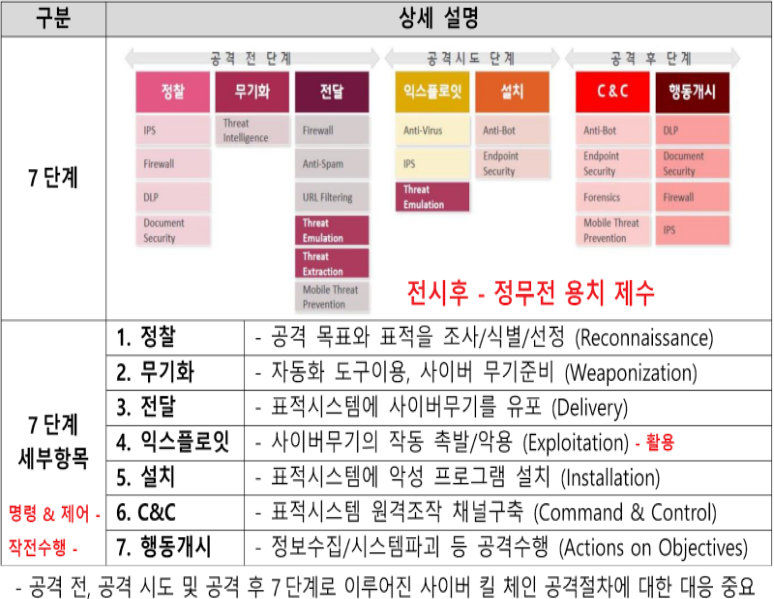 구분 상세 설명
공격 전 단계 공격시도 단계 공격 후 단계
정찰 무기화 전달 익스플로잇 설치 C & C 행동개시
IPS Threat Intelligence Firewall Anti-Virus Anti-Bot Anti-Bot DLP
Firewall Anti-Spam IPS Endpoint Security Endpoint Security Document Security
7 단계
DLP URL Filtering Threat Emulation Forensics Firewall
Document Security Threat Emulation Mobile Threat Prevention IPS
Threat Extraction
Mobile Threat Prevention
전시후 - 정무전 용치 제수
7 단계
세부항목
명령 & 제어 -
작전수행 -
1. 정찰 - 공격 목표와 표적을 조사/식별/선정 (Reconnaissance)
2. 무기화 - 자동화 도구이용, 사이버 무기준비 (Weaponization)
3. 전달 - 표적시스템에 사이버무기를 유포 (Delivery)
4. 익스플로잇 - 사이버무기의 작동 촉발/악용 (Exploitation) - 활용
5. 설치 - 표적시스템에 악성 프로그램 설치 (Installation)
6. C&C - 표적시스템 원격조작 채널구축 (Command & Control)
7. 행동개시 - 정보수집/시스템파괴 등 공격수행 (Actions on Objectives)
- 공격 전, 공격 시도 및 공격 후 7단계로 이루어진 사이버 킬 체인 공격절차에 대한 대응 중요